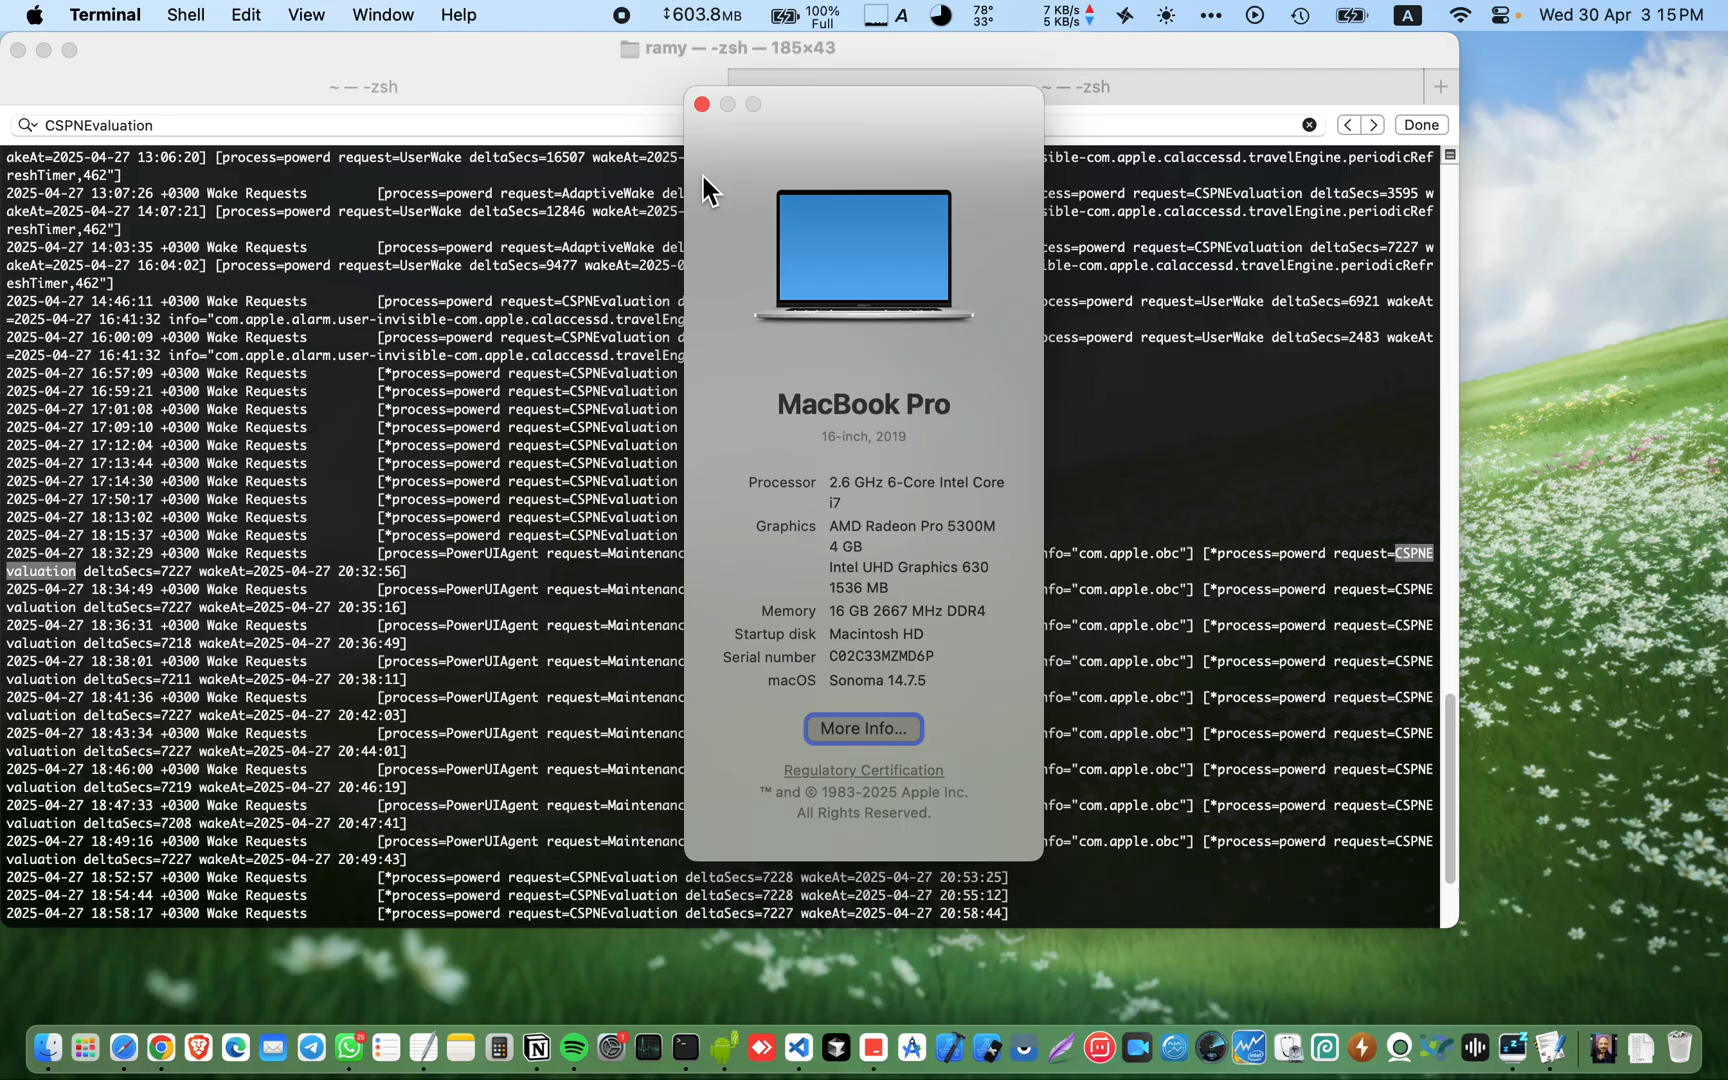 Terminal Shell Edit View Window Help
↕603.8MB 100% Full A 78° 33° 7 KB/s 5 KB/s A Wed 30 Apr 3 15PM
ramy — -zsh — 185×43
~ — -zsh
~ — -zsh
CSPNEvaluation
Done
akeAt=2025-04-27 13:06:20] [process=powerd request=UserWake deltaSecs=16507 wakeAt=2025- sible-com.apple.calaccessd.travelEngine.periodicRef
reshTimer,462"]
2025-04-27 13:07:26 +0300 Wake Requests [process=powerd request=AdaptiveWake del cess=powerd request=CSPNEvaluation deltaSecs=3595 w
akeAt=2025-04-27 14:07:21] [process=powerd request=UserWake deltaSecs=12846 wakeAt=2025- sible-com.apple.calaccessd.travelEngine.periodicRef
reshTimer,462"]
2025-04-27 14:03:35 +0300 Wake Requests [process=powerd request=AdaptiveWake del cess=powerd request=CSPNEvaluation deltaSecs=7227 w
akeAt=2025-04-27 16:04:02] [process=powerd request=UserWake deltaSecs=9477 wakeAt=2025-0 ible-com.apple.calaccessd.travelEngine.periodicRefr
eshTimer,462"]
2025-04-27 14:46:11 +0300 Wake Requests [process=powerd request=CSPNEvaluation d ocess=powerd request=UserWake deltaSecs=6921 wakeAt
=2025-04-27 16:41:32 info="com.apple.alarm.user-invisible-com.apple.calaccessd.travelEng
2025-04-27 16:00:09 +0300 Wake Requests [process=powerd request=CSPNEvaluation d ocess=powerd request=UserWake deltaSecs=2483 wakeAt
=2025-04-27 16:41:32 info="com.apple.alarm.user-invisible-com.apple.calaccessd.travelEng
2025-04-27 16:57:09 +0300 Wake Requests [*process=powerd request=CSPNEvaluation
2025-04-27 16:59:21 +0300 Wake Requests [*process=powerd request=CSPNEvaluation
2025-04-27 17:01:08 +0300 Wake Requests [*process=powerd request=CSPNEvaluation
2025-04-27 17:09:10 +0300 Wake Requests [*process=powerd request=CSPNEvaluation
2025-04-27 17:12:04 +0300 Wake Requests [*process=powerd request=CSPNEvaluation
2025-04-27 17:13:44 +0300 Wake Requests [*process=powerd request=CSPNEvaluation
2025-04-27 17:14:30 +0300 Wake Requests [*process=powerd request=CSPNEvaluation
2025-04-27 17:50:17 +0300 Wake Requests [*process=powerd request=CSPNEvaluation
2025-04-27 18:13:02 +0300 Wake Requests [*process=powerd request=CSPNEvaluation
2025-04-27 18:15:37 +0300 Wake Requests [*process=powerd request=CSPNEvaluation
2025-04-27 18:32:29 +0300 Wake Requests [process=PowerUIAgent request=Maintenanc nfo="com.apple.obc"] [*process=powerd request=CSPNE
valuation deltaSecs=7227 wakeAt=2025-04-27 20:32:56]
2025-04-27 18:34:49 +0300 Wake Requests [process=PowerUIAgent request=Maintenanc nfo="com.apple.obc"] [*process=powerd request=CSPNE
valuation deltaSecs=7227 wakeAt=2025-04-27 20:35:16]
2025-04-27 18:36:31 +0300 Wake Requests [process=PowerUIAgent request=Maintenanc nfo="com.apple.obc"] [*process=powerd request=CSPNE
valuation deltaSecs=7218 wakeAt=2025-04-27 20:36:49]
2025-04-27 18:38:01 +0300 Wake Requests [process=PowerUIAgent request=Maintenanc nfo="com.apple.obc"] [*process=powerd request=CSPNE
valuation deltaSecs=7211 wakeAt=2025-04-27 20:38:11]
2025-04-27 18:41:36 +0300 Wake Requests [process=PowerUIAgent request=Maintenanc nfo="com.apple.obc"] [*process=powerd request=CSPNE
valuation deltaSecs=7227 wakeAt=2025-04-27 20:42:03]
2025-04-27 18:43:34 +0300 Wake Requests [process=PowerUIAgent request=Maintenanc nfo="com.apple.obc"] [*process=powerd request=CSPNE
valuation deltaSecs=7227 wakeAt=2025-04-27 20:44:01]
2025-04-27 18:46:00 +0300 Wake Requests [process=PowerUIAgent request=Maintenanc nfo="com.apple.obc"] [*process=powerd request=CSPNE
valuation deltaSecs=7219 wakeAt=2025-04-27 20:46:19]
2025-04-27 18:47:33 +0300 Wake Requests [process=PowerUIAgent request=Maintenanc nfo="com.apple.obc"] [*process=powerd request=CSPNE
valuation deltaSecs=7208 wakeAt=2025-04-27 20:47:41]
2025-04-27 18:49:16 +0300 Wake Requests [process=PowerUIAgent request=Maintenanc nfo="com.apple.obc"] [*process=powerd request=CSPNE
valuation deltaSecs=7227 wakeAt=2025-04-27 20:49:43]
2025-04-27 18:52:57 +0300 Wake Requests [*process=powerd request=CSPNEvaluation deltaSecs=7228 wakeAt=2025-04-27 20:53:25]
2025-04-27 18:54:44 +0300 Wake Requests [*process=powerd request=CSPNEvaluation deltaSecs=7228 wakeAt=2025-04-27 20:55:12]
2025-04-27 18:58:17 +0300 Wake Requests [*process=powerd request=CSPNEvaluation deltaSecs=7227 wakeAt=2025-04-27 20:58:44]
MacBook Pro
16-inch, 2019
Processor 2.6 GHz 6-Core Intel Core
i7
Graphics AMD Radeon Pro 5300M
4 GB
Intel UHD Graphics 630
1536 MB
Memory 16 GB 2667 MHz DDR4
Startup disk Macintosh HD
Serial number C02C33MZMD6P
macOS Sonoma 14.7.5
More Info...
Regulatory Certification
™ and © 1983-2025 Apple Inc.
All Rights Reserved.